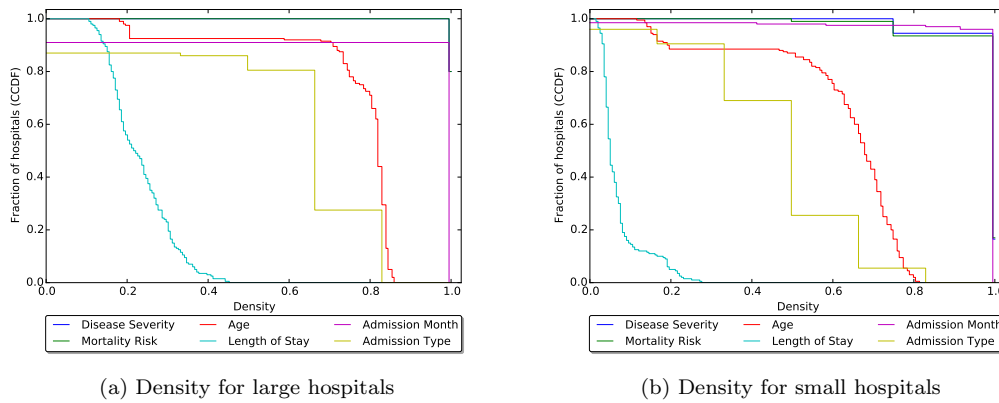 Fraction of hospitals (CCDF)
1.0
0.8
0.6
0.4
0.2
0.0
0.0 0.2 0.4 0.6 0.8 1.0
Density
Disease Severity Age Admission Month
Mortality Risk Length of Stay Admission Type
(a) Density for large hospitals
Fraction of hospitals (CCDF)
1.0
0.8
0.6
0.4
0.2
0.0
0.0 0.2 0.4 0.6 0.8 1.0
Density
Disease Severity Age Admission Month
Mortality Risk Length of Stay Admission Type
(b) Density for small hospitals